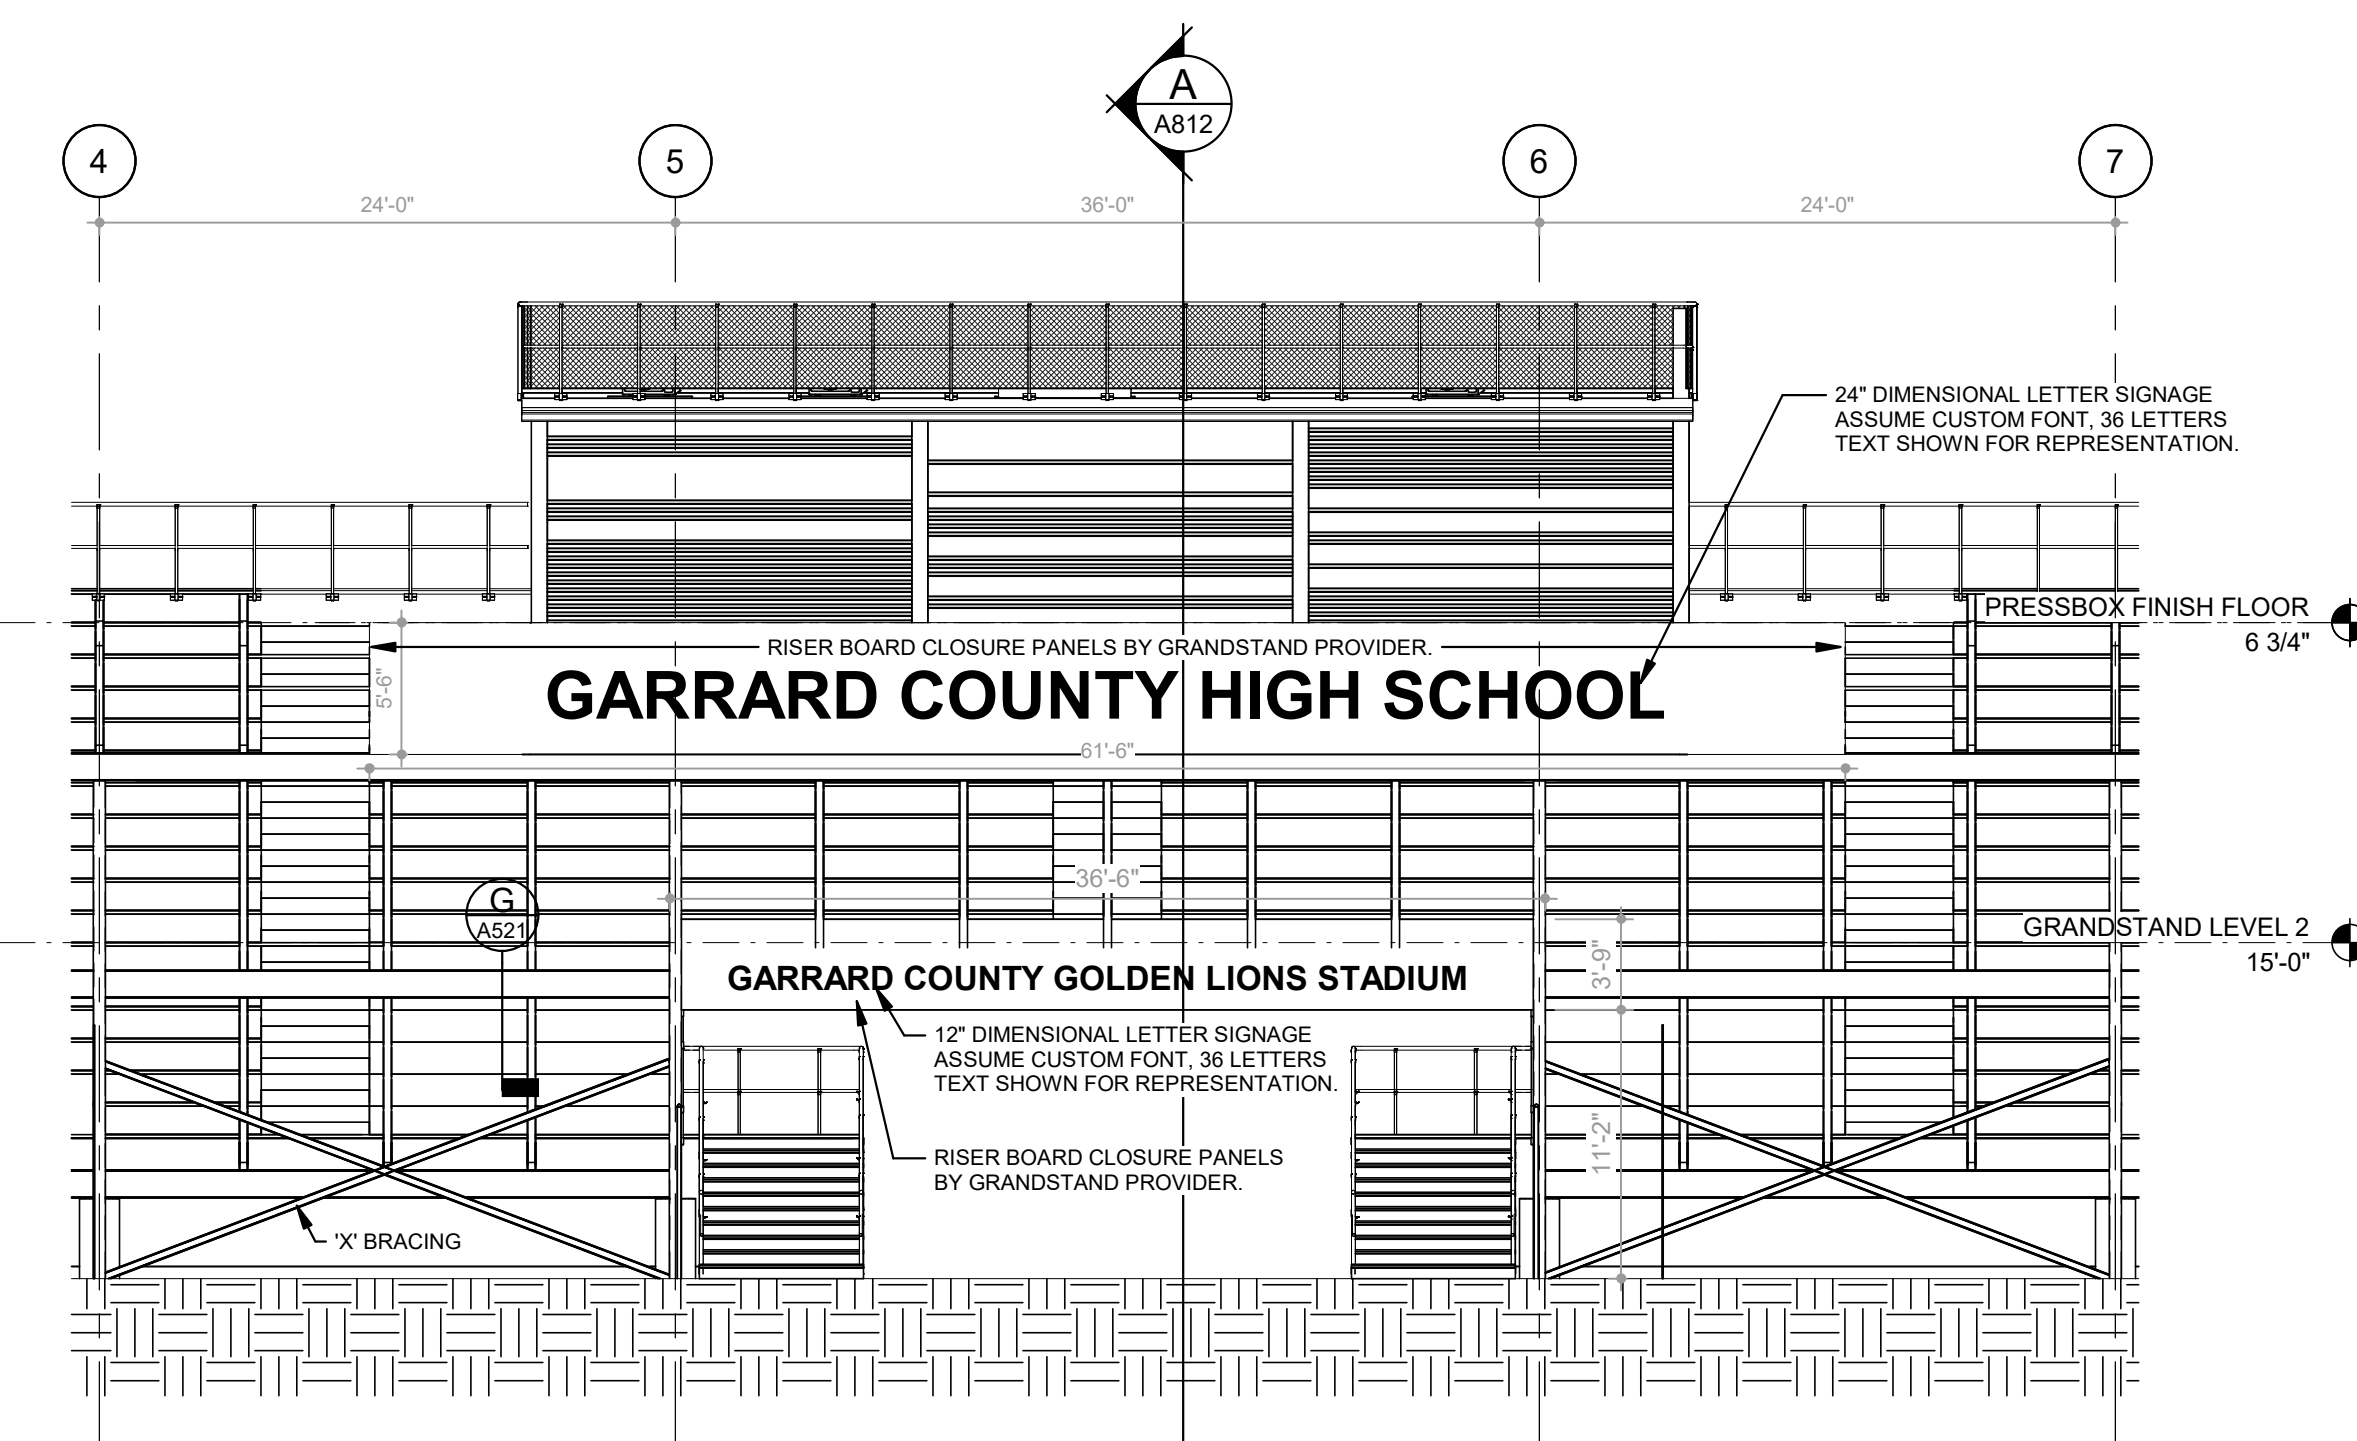 A
A812
4
5
6
7
24'-0"
36'-0"
24'-0"
24" DIMENSIONAL LETTER SIGNAGE
ASSUME CUSTOM FONT, 36 LETTERS
TEXT SHOWN FOR REPRESENTATION.
PRESSBOX FINISH FLOOR
6 3/4"
RISER BOARD CLOSURE PANELS BY GRANDSTAND PROVIDER.
5'-6"
GARRARD COUNTY HIGH SCHOOL
61'-6"
36'-6"
G
A521
GRANDSTAND LEVEL 2
15'-0"
3'-9"
GARRARD COUNTY GOLDEN LIONS STADIUM
12" DIMENSIONAL LETTER SIGNAGE
ASSUME CUSTOM FONT, 36 LETTERS
TEXT SHOWN FOR REPRESENTATION.
11'-2"
RISER BOARD CLOSURE PANELS
BY GRANDSTAND PROVIDER.
'X' BRACING